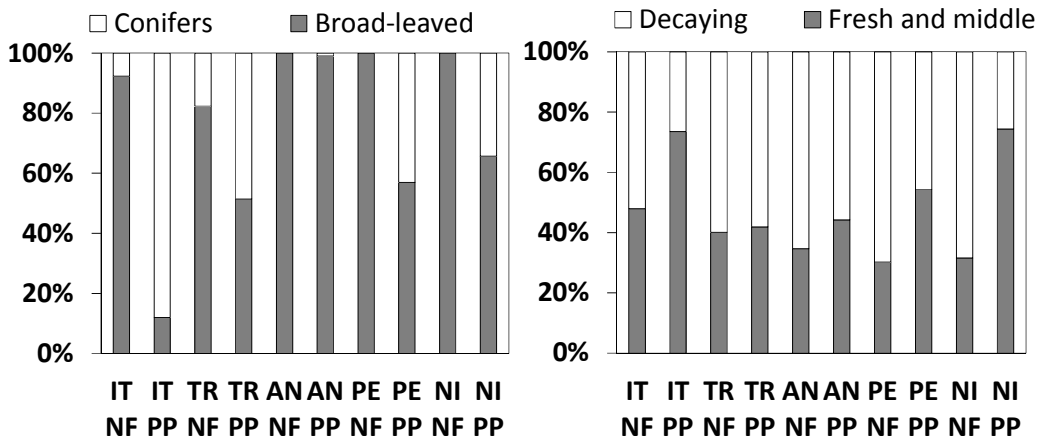 Conifers Broad-leaved
100%
80%
60%
40%
20%
0%
IT IT TR TR AN AN PE PE NI NI
NF PP NF PP NF PP NF PP NF PP
Decaying Fresh and middle
100%
80%
60%
40%
20%
0%
IT IT TR TR AN AN PE PE NI NI
NF PP NF PP NF PP NF PP NF PP